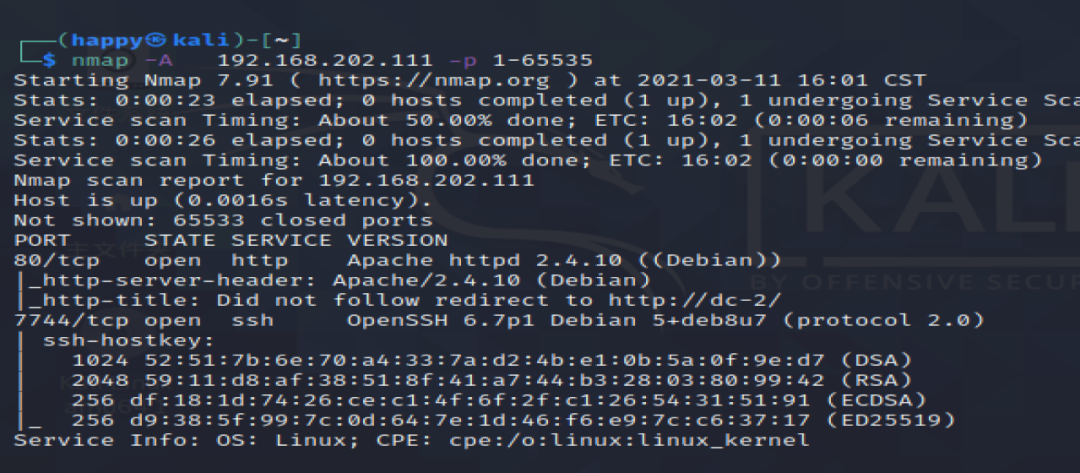 ┌──(happy㉿kali)-[~]
└─$ nmap -A   192.168.202.111 -p 1-65535
Starting Nmap 7.91 ( https://nmap.org ) at 2021-03-11 16:01 CST
Stats: 0:00:23 elapsed; 0 hosts completed (1 up), 1 undergoing Service Sca
Service scan Timing: About 50.00% done; ETC: 16:02 (0:00:06 remaining)
Stats: 0:00:26 elapsed; 0 hosts completed (1 up), 1 undergoing Service Sca
Service scan Timing: About 100.00% done; ETC: 16:02 (0:00:00 remaining)
Nmap scan report for 192.168.202.111
Host is up (0.0016s latency).
Not shown: 65533 closed ports
PORT     STATE SERVICE VERSION
80/tcp   open  http    Apache httpd 2.4.10 ((Debian))
|_http-server-header: Apache/2.4.10 (Debian)
|_http-title: Did not follow redirect to http://dc-2/
7744/tcp open  ssh     OpenSSH 6.7p1 Debian 5+deb8u7 (protocol 2.0)
| ssh-hostkey:
|   1024 52:51:7b:6e:70:a4:33:7a:d2:4b:e1:0b:5a:0f:9e:d7 (DSA)
|   2048 59:11:d8:af:38:51:8f:41:a7:44:b3:28:03:80:99:42 (RSA)
|   256 df:18:1d:74:26:ce:c1:4f:6f:2f:c1:26:54:31:51:91 (ECDSA)
|_  256 d9:38:5f:99:7c:0d:64:7e:1d:46:f6:e9:7c:c6:37:17 (ED25519)
Service Info: OS: Linux; CPE: cpe:/o:linux:linux_kernel
KALI
BY OFFENSIVE SECUR